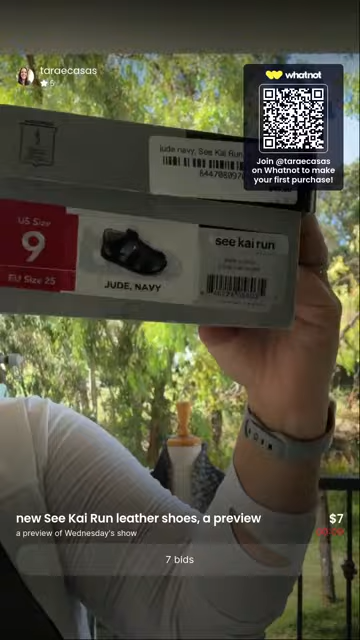 taraecasas
5
whatnot
Join @taraecasas
on Whatnot to make
your first purchase!
jude navy, See Kai Run
US Size
9
EU Size 25
see kai run
JUDE, NAVY
new See Kai Run leather shoes, a preview
$7
a preview of Wednesday's show
7 bids